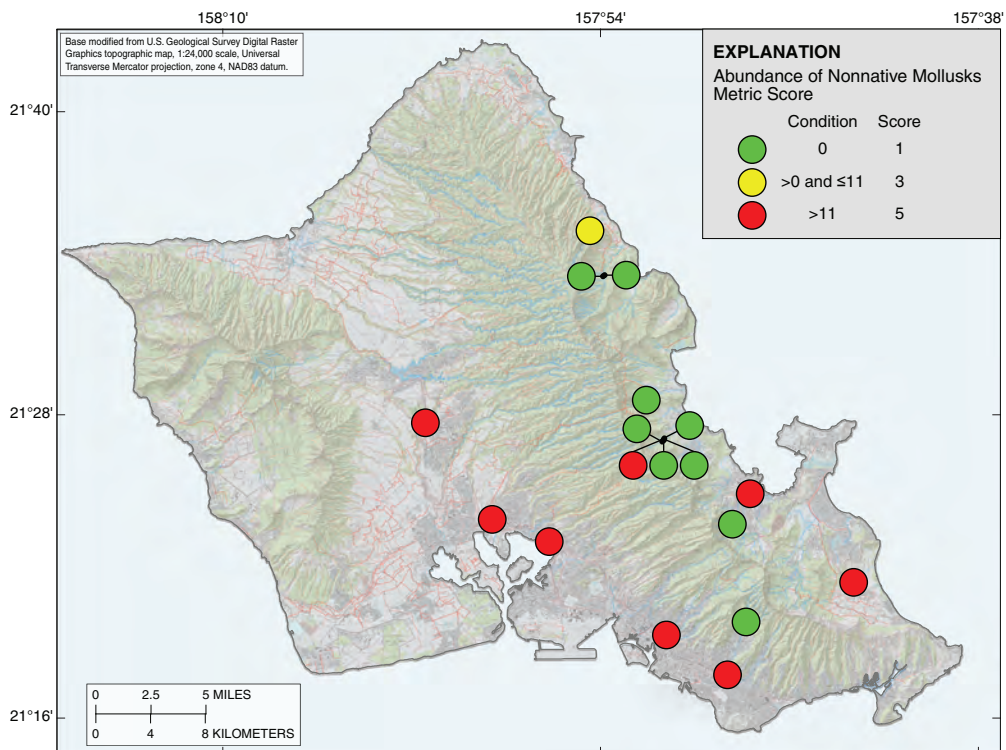 158°10' 157°54' 157°38'
Base modified from U.S. Geological Survey Digital Raster
Graphics topographic map, 1:24,000 scale, Universal
Transverse Mercator projection, zone 4, NAD83 datum.
EXPLANATION
Abundance of Nonnative Mollusks
Metric Score
Condition Score
0 1
>0 and ≤11 3
>11 5
21°40'
21°28'
21°16'
0 2.5 5 MILES
0 4 8 KILOMETERS